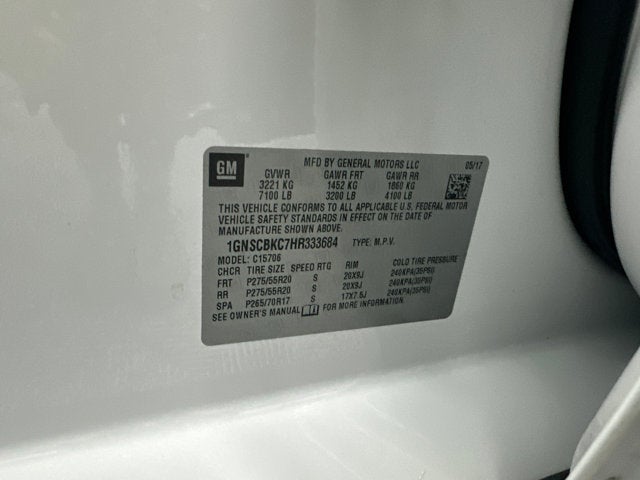 GM MFD BY GENERAL MOTORS LLC 05/17
GVWR GAWR FRT GAWR RR
3221 KG 1452 KG 1860 KG
7100 LB 3200 LB 4100 LB
THIS VEHICLE CONFORMS TO ALL APPLICABLE U.S. FEDERAL MOTOR
VEHICLE SAFETY STANDARDS IN EFFECT ON THE DATE OF
MANUFACTURE SHOWN ABOVE.
1GNSCBKC7HR333684 TYPE: M.P.V.
MODEL: C15706
CHCR TIRE SIZE SPEED RTG RIM COLD TIRE PRESSURE
FRT P275/55R20 S 20X9J 240KPA(35PSI)
RR P275/55R20 S 20X9J 240KPA(35PSI)
SPA P265/70R17 S 17X7.5J 240KPA(35PSI)
SEE OWNER'S MANUAL FOR MORE INFORMATION.